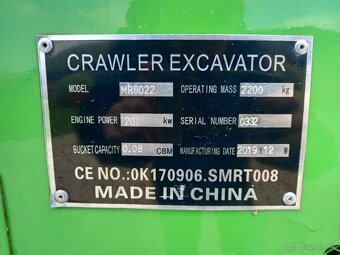 CRAWLER EXCAVATOR
MODEL MR8022 OPERATING MASS 2200 kg
ENGINE POWER 20 kw SERIAL NUMBER 0332
BUCKET CAPACITY 0.08 CBM MANUFACTURING DATE 2019 12 M
CE NO.:0K170906.SMRT008
MADE IN CHINA